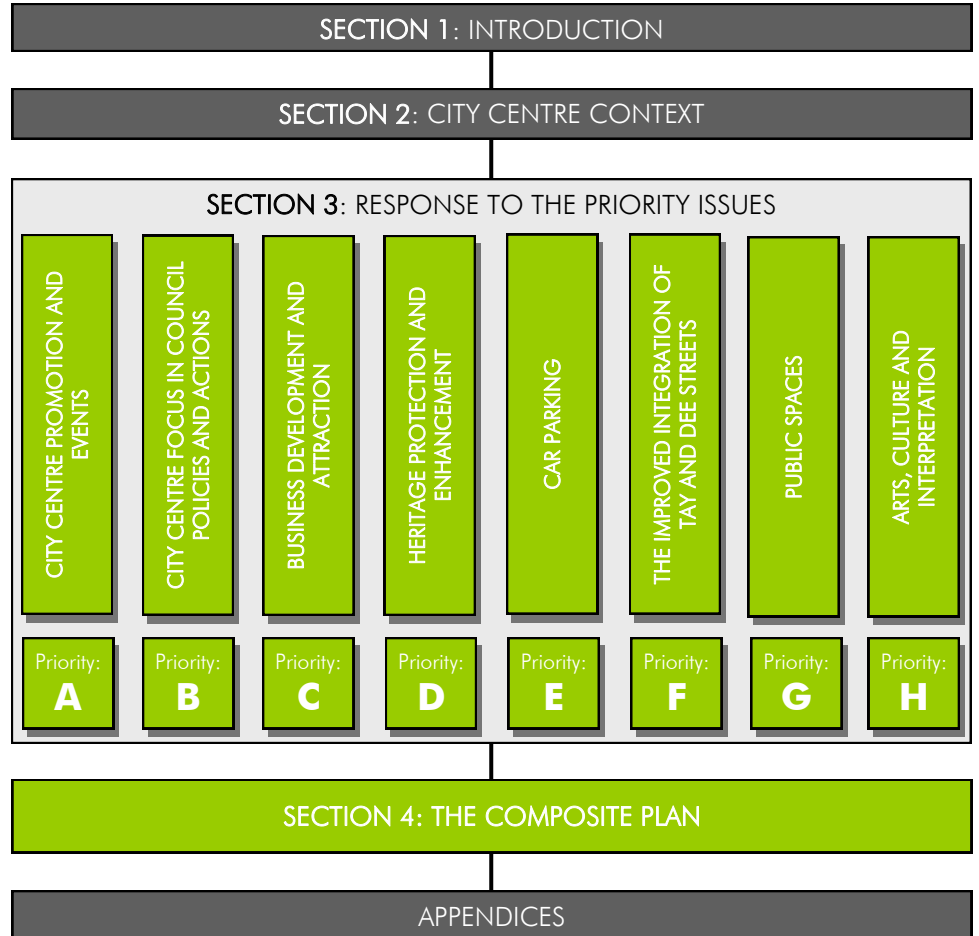 SECTION 1: INTRODUCTION
SECTION 2: CITY CENTRE CONTEXT
SECTION 3: RESPONSE TO THE PRIORITY ISSUES
CITY CENTRE PROMOTION AND
EVENTS
CITY CENTRE FOCUS IN COUNCIL
POLICIES AND ACTIONS
BUSINESS DEVELOPMENT AND
ATTRACTION
HERITAGE PROTECTION AND
ENHANCEMENT
CAR PARKING
THE IMPROVED INTEGRATION OF
TAY AND DEE STREETS
PUBLIC SPACES
ARTS, CULTURE AND
INTERPRETATION
Priority:
A
Priority:
B
Priority:
C
Priority:
D
Priority:
E
Priority:
F
Priority:
G
Priority:
H
SECTION 4: THE COMPOSITE PLAN
APPENDICES